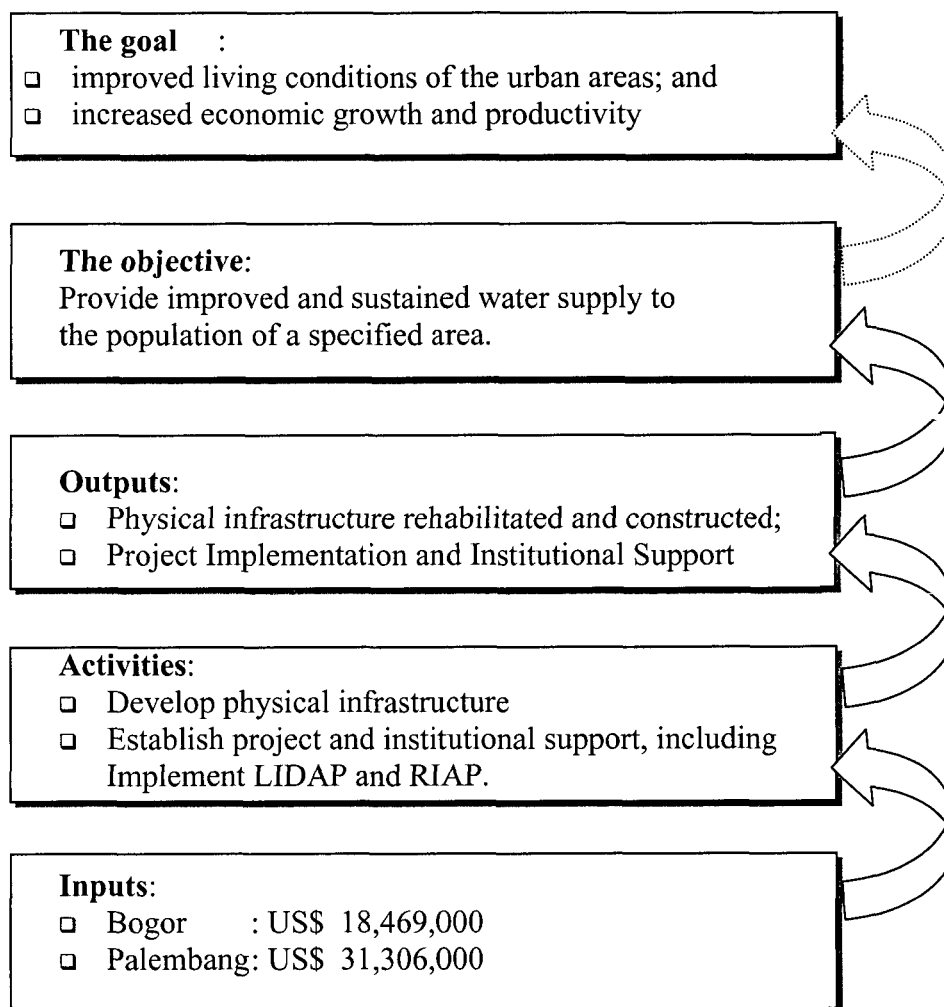 The goal :
❑ improved living conditions of the urban areas; and
❑ increased economic growth and productivity
The objective:
Provide improved and sustained water supply to
the population of a specified area.
Outputs:
❑ Physical infrastructure rehabilitated and constructed;
❑ Project Implementation and Institutional Support
Activities:
❑ Develop physical infrastructure
❑ Establish project and institutional support, including
Implement LIDAP and RIAP.
Inputs:
❑ Bogor : US$ 18,469,000
❑ Palembang: US$ 31,306,000